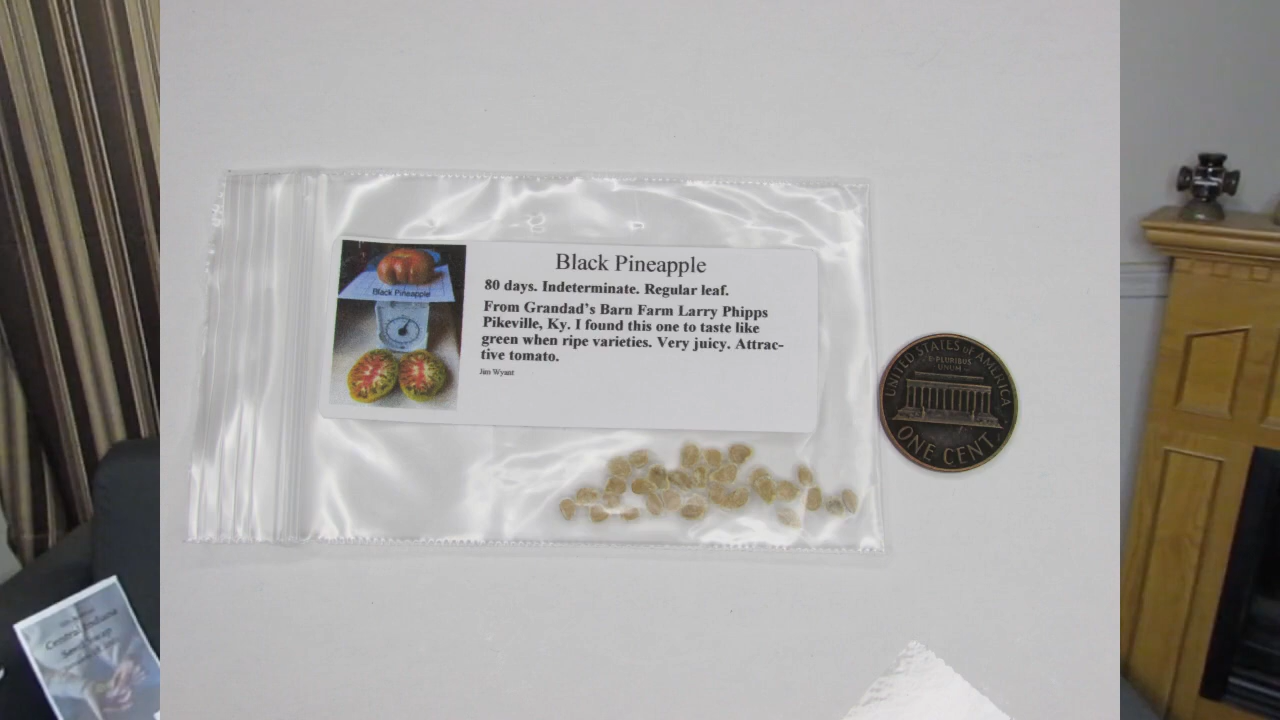 Black Pineapple
80 days. Indeterminate. Regular leaf.
From Grandad's Barn Farm Larry Phipps
Pikeville, Ky. I found this one to taste like
green when ripe varieties. Very juicy. Attrac-
tive tomato.
Jim Wyant
Black Pineapple
UNITED STATES of AMERICA
E·PLURIBUS
UNUM
ONE CENT
Central Indiana
Seed Swap